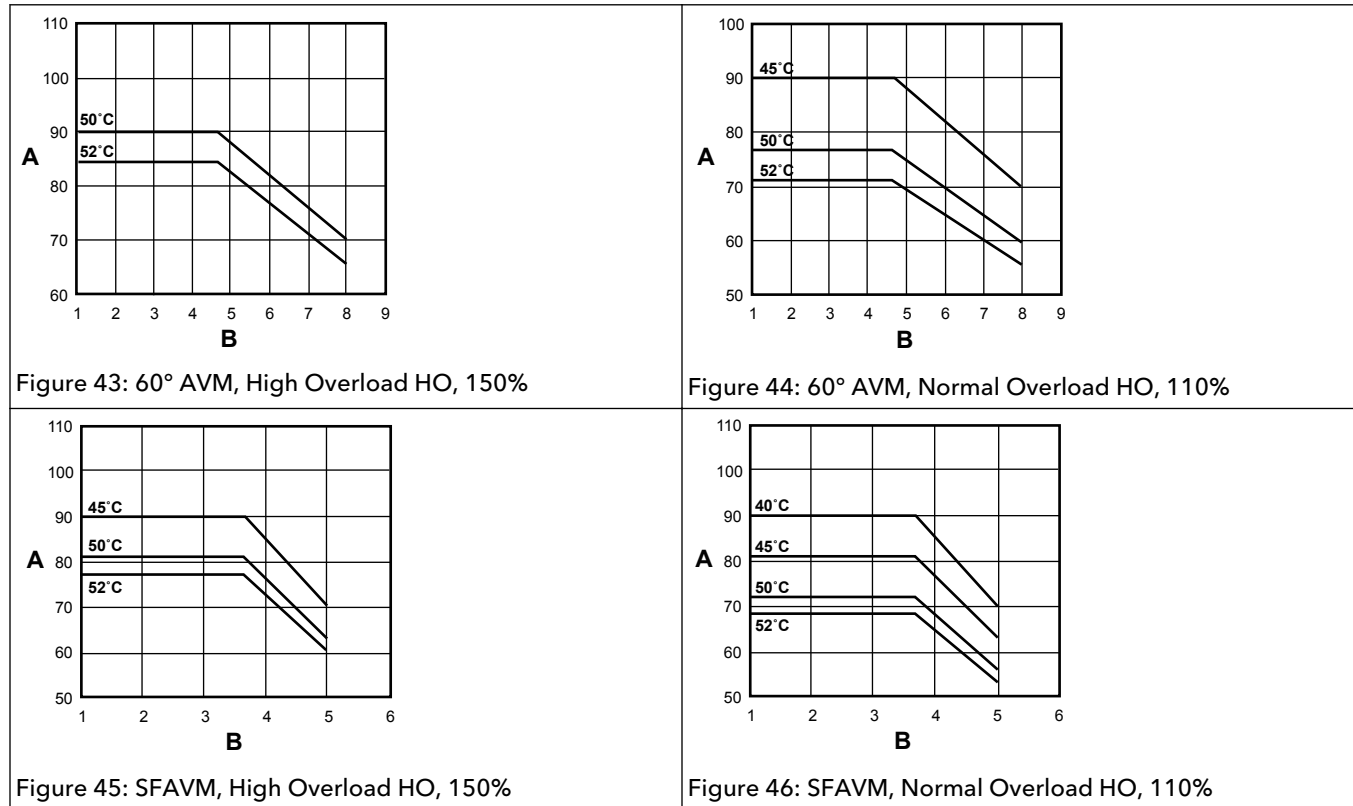 110
100
90
80
70
60
50˚C
52˚C
A
1 2 3 4 5 6 7 8 9
B
Figure 43: 60° AVM, High Overload HO, 150%
100
90
80
70
60
50
45˚C
50˚C
52˚C
A
1 2 3 4 5 6 7 8 9
B
Figure 44: 60° AVM, Normal Overload HO, 110%
110
100
90
80
70
60
50
45˚C
50˚C
52˚C
A
1 2 3 4 5 6
B
Figure 45: SFAVM, High Overload HO, 150%
110
100
90
80
70
60
50
40˚C
45˚C
50˚C
52˚C
A
1 2 3 4 5 6
B
Figure 46: SFAVM, Normal Overload HO, 110%